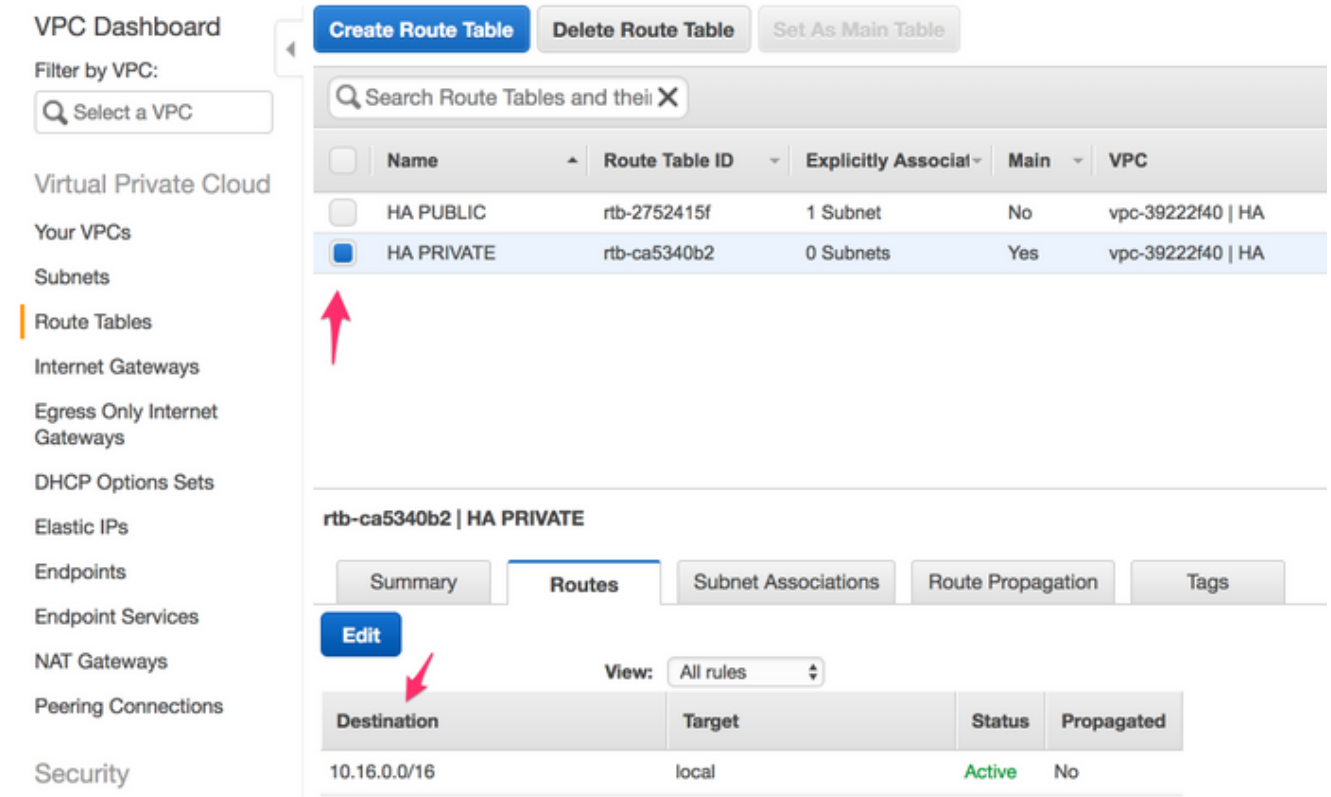 VPC Dashboard
Filter by VPC:
Select a VPC
Virtual Private Cloud
Your VPCs
Subnets
Route Tables
Internet Gateways
Egress Only Internet
Gateways
DHCP Options Sets
Elastic IPs
Endpoints
Endpoint Services
NAT Gateways
Peering Connections
Security
Create Route Table Delete Route Table Set As Main Table
Search Route Tables and their
Name Route Table ID Explicitly Associat Main VPC
HA PUBLIC rtb-2752415f 1 Subnet No vpc-39222f40 | HA
HA PRIVATE rtb-ca5340b2 0 Subnets Yes vpc-39222f40 | HA
rtb-ca5340b2 | HA PRIVATE
Summary Routes Subnet Associations Route Propagation Tags
Edit
View: All rules
Destination Target Status Propagated
10.16.0.0/16 local Active No